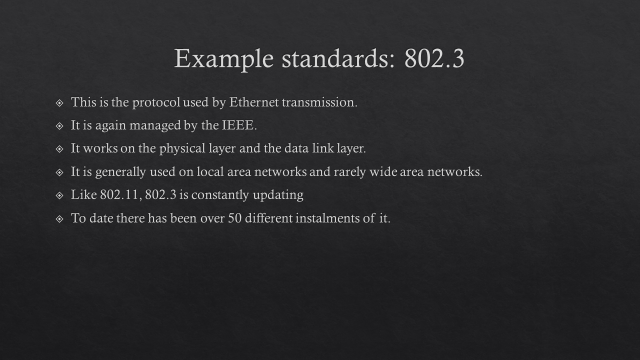 Example standards: 802.3
This is the protocol used by Ethernet transmission.
It is again managed by the IEEE.
It works on the physical layer and the data link layer.
It is generally used on local area networks and rarely wide area networks.
Like 802.11, 802.3 is constantly updating
To date there has been over 50 different instalments of it.